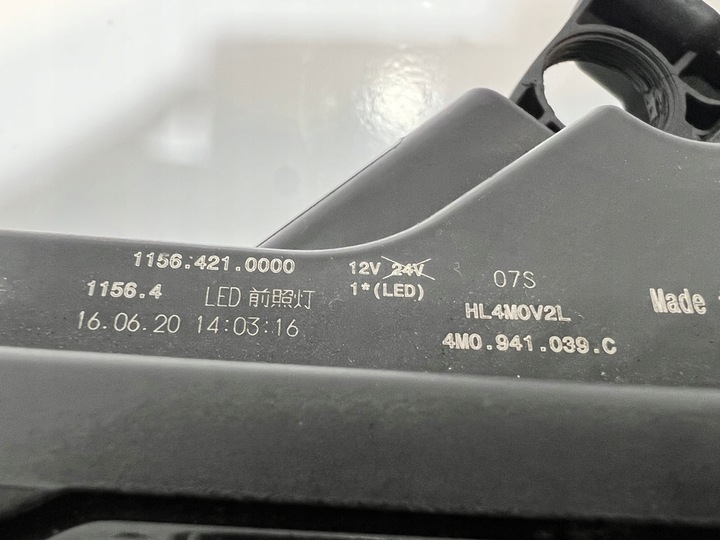 1156.421.0000
1156.4 LED 前照灯
16.06.20 14:03:16
12V 24V
1*(LED)
07S
HL4M0V2L
4M0.941.039.C
Made